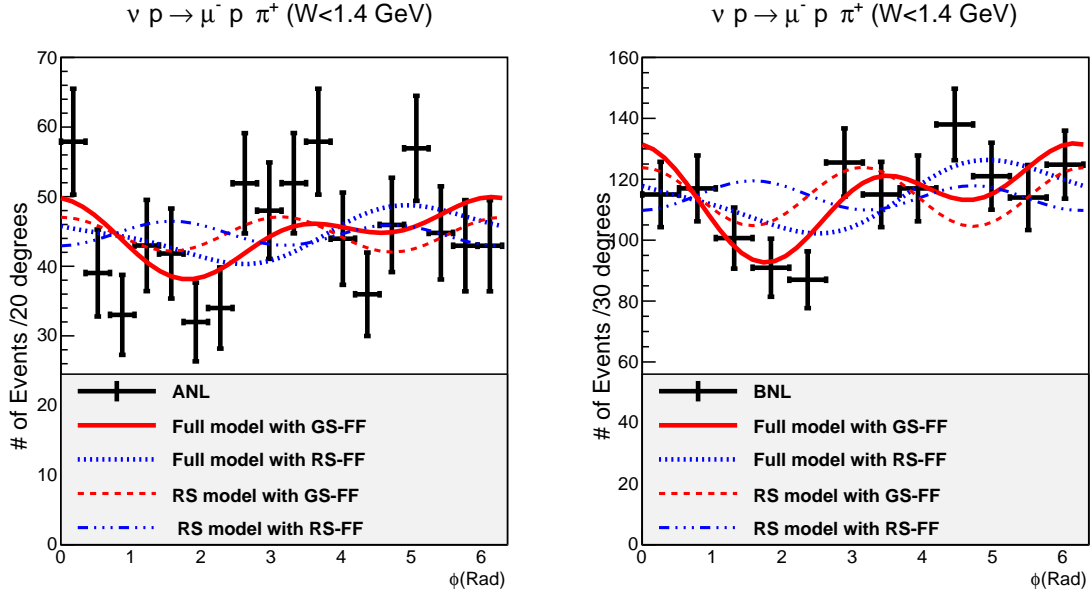 ν p → μ⁻ p π⁺ (W<1.4 GeV)
# of Events /20 degrees
70
60
50
40
30
20
10
0
ANL
Full model with GS-FF
Full model with RS-FF
RS model with GS-FF
RS model with RS-FF
0 1 2 3 4 5 6
ϕ(Rad)
ν p → μ⁻ p π⁺ (W<1.4 GeV)
# of Events /30 degrees
160
140
120
100
80
60
40
20
0
BNL
Full model with GS-FF
Full model with RS-FF
RS model with GS-FF
RS model with RS-FF
0 1 2 3 4 5 6
ϕ(Rad)